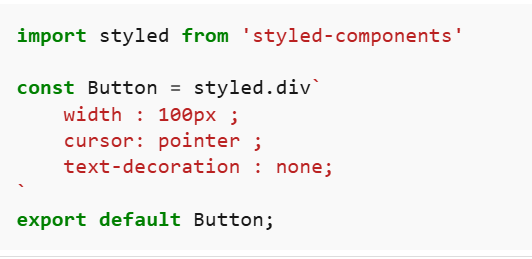 import styled from 'styled-components'
const Button = styled.div`
    width : 100px ;
    cursor: pointer ;
    text-decoration : none;
`
export default Button;